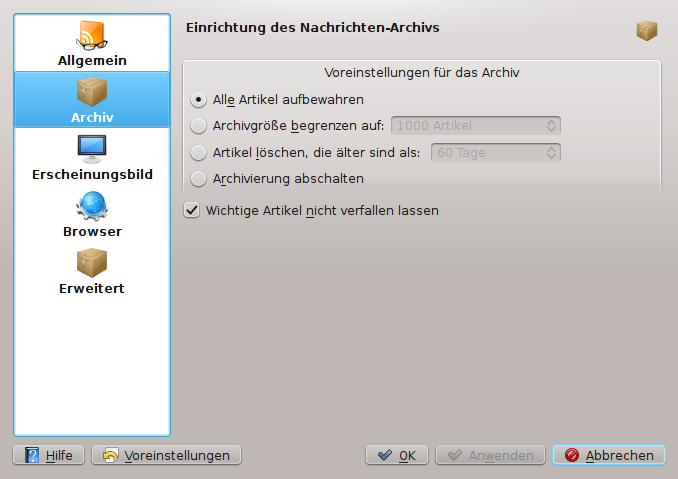 Allgemein
Archiv
Erscheinungsbild
Browser
Erweitert
Einrichtung des Nachrichten-Archivs
Voreinstellungen für das Archiv
Alle Artikel aufbewahren
Archivgröße begrenzen auf: 1000 Artikel
Artikel löschen, die älter sind als: 60 Tage
Archivierung abschalten
Wichtige Artikel nicht verfallen lassen
Hilfe Voreinstellungen OK Anwenden Abbrechen